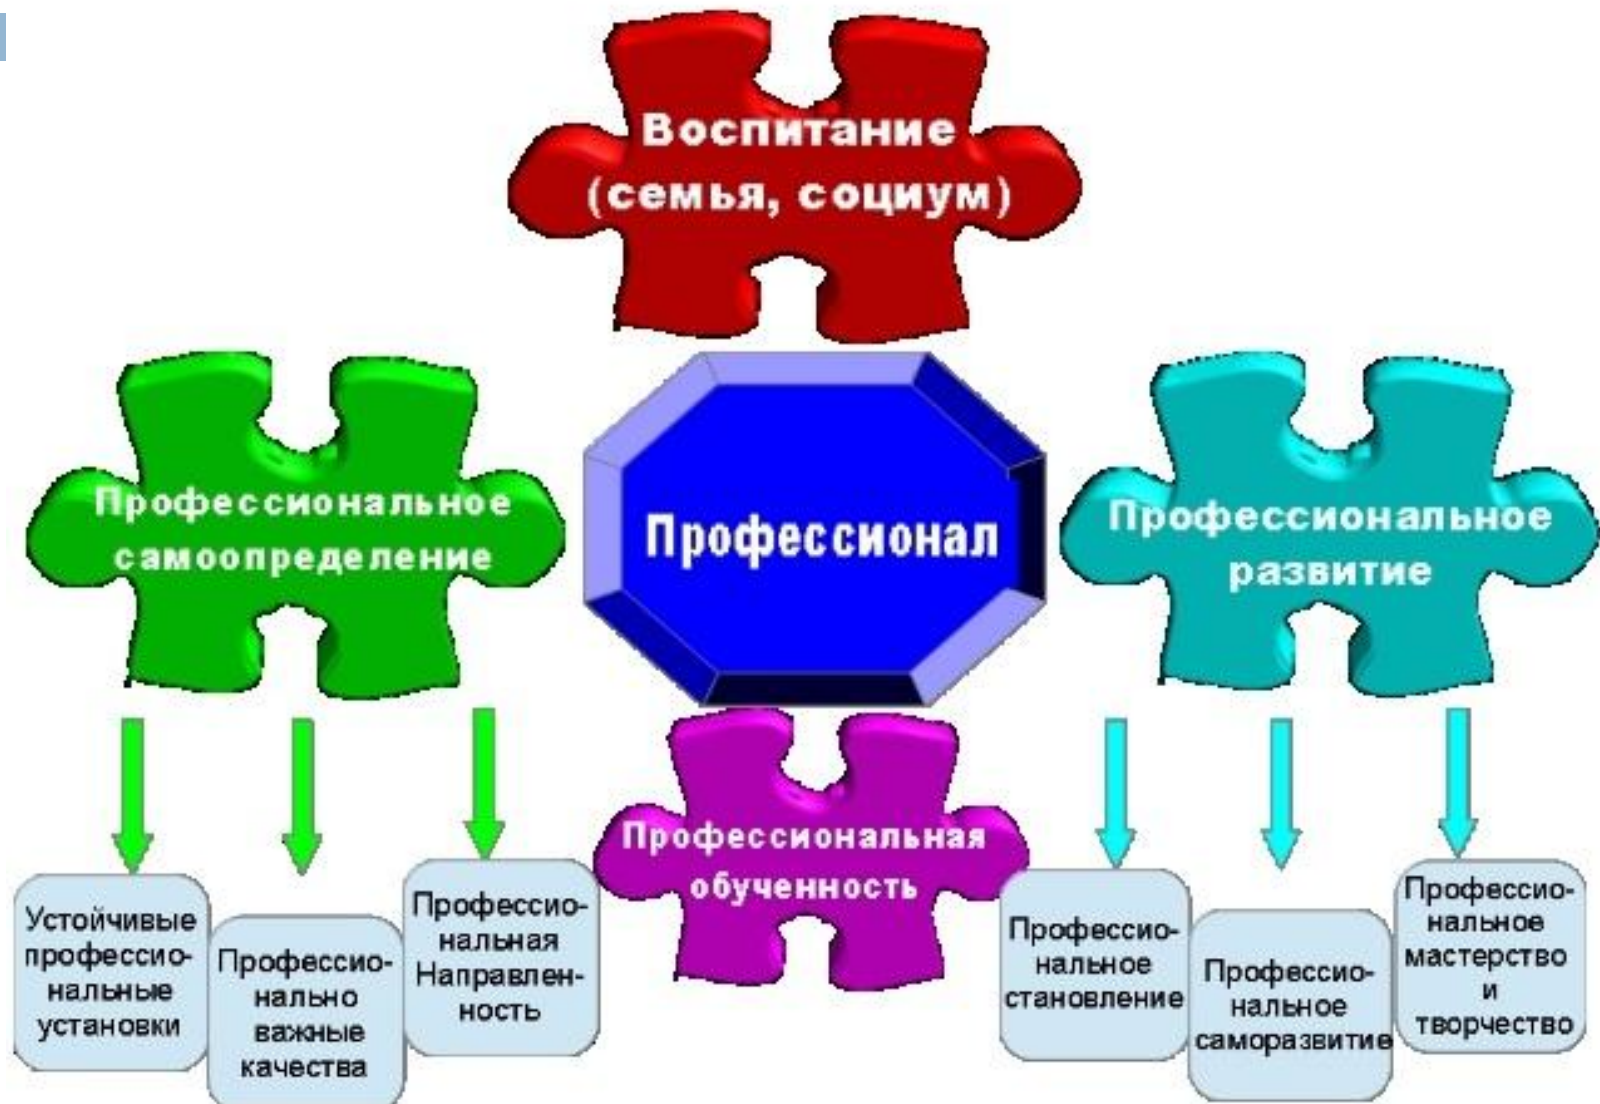 Воспитание
(семья, социум)
Профессиональное
самоопределение
Профессионал
Профессиональное
развитие
Профессиональная
обученность
Устойчивые
профессио-
нальные
установки
Профессио-
нально
важные
качества
Профессио-
нальная
Направлен-
ность
Профессио-
нальное
становление
Профессио-
нальное
саморазвитие
Профессио-
нальное
мастерство
и
творчество